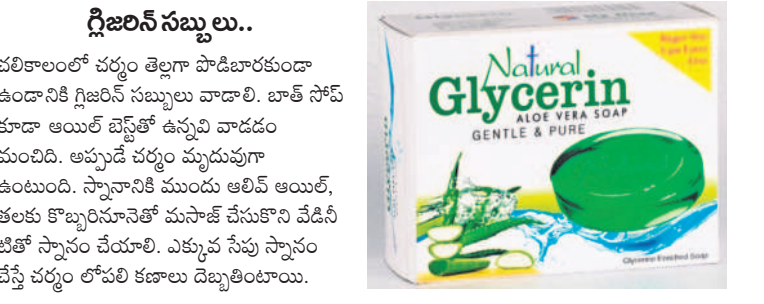 గ్లిజరిన్ సబ్బులు..
చలికాలంలో చర్మం తెల్లగా పొడిబారకుండా
ఉండానికి గ్లిజరిన్ సబ్బులు వాడాలి. బాత్ సోప్
కూడా ఆయిల్ బెస్ట్‌తో ఉన్నవి వాడడం
మంచిది. అప్పుడే చర్మం మృదువుగా
ఉంటుంది. స్నానానికి ముందు ఆలివ్ ఆయిల్,
తలకు కొబ్బరినూనెతో మసాజ్ చేసుకొని వేడినీ
టితో స్నానం చేయాలి. ఎక్కువ సేపు స్నానం
చేస్తే చర్మం లోపలి కణాలు దెబ్బతింటాయి.
Natural
Glycerin
ALOE VERA SOAP
GENTLE & PURE
Glycerine Enriched Soap